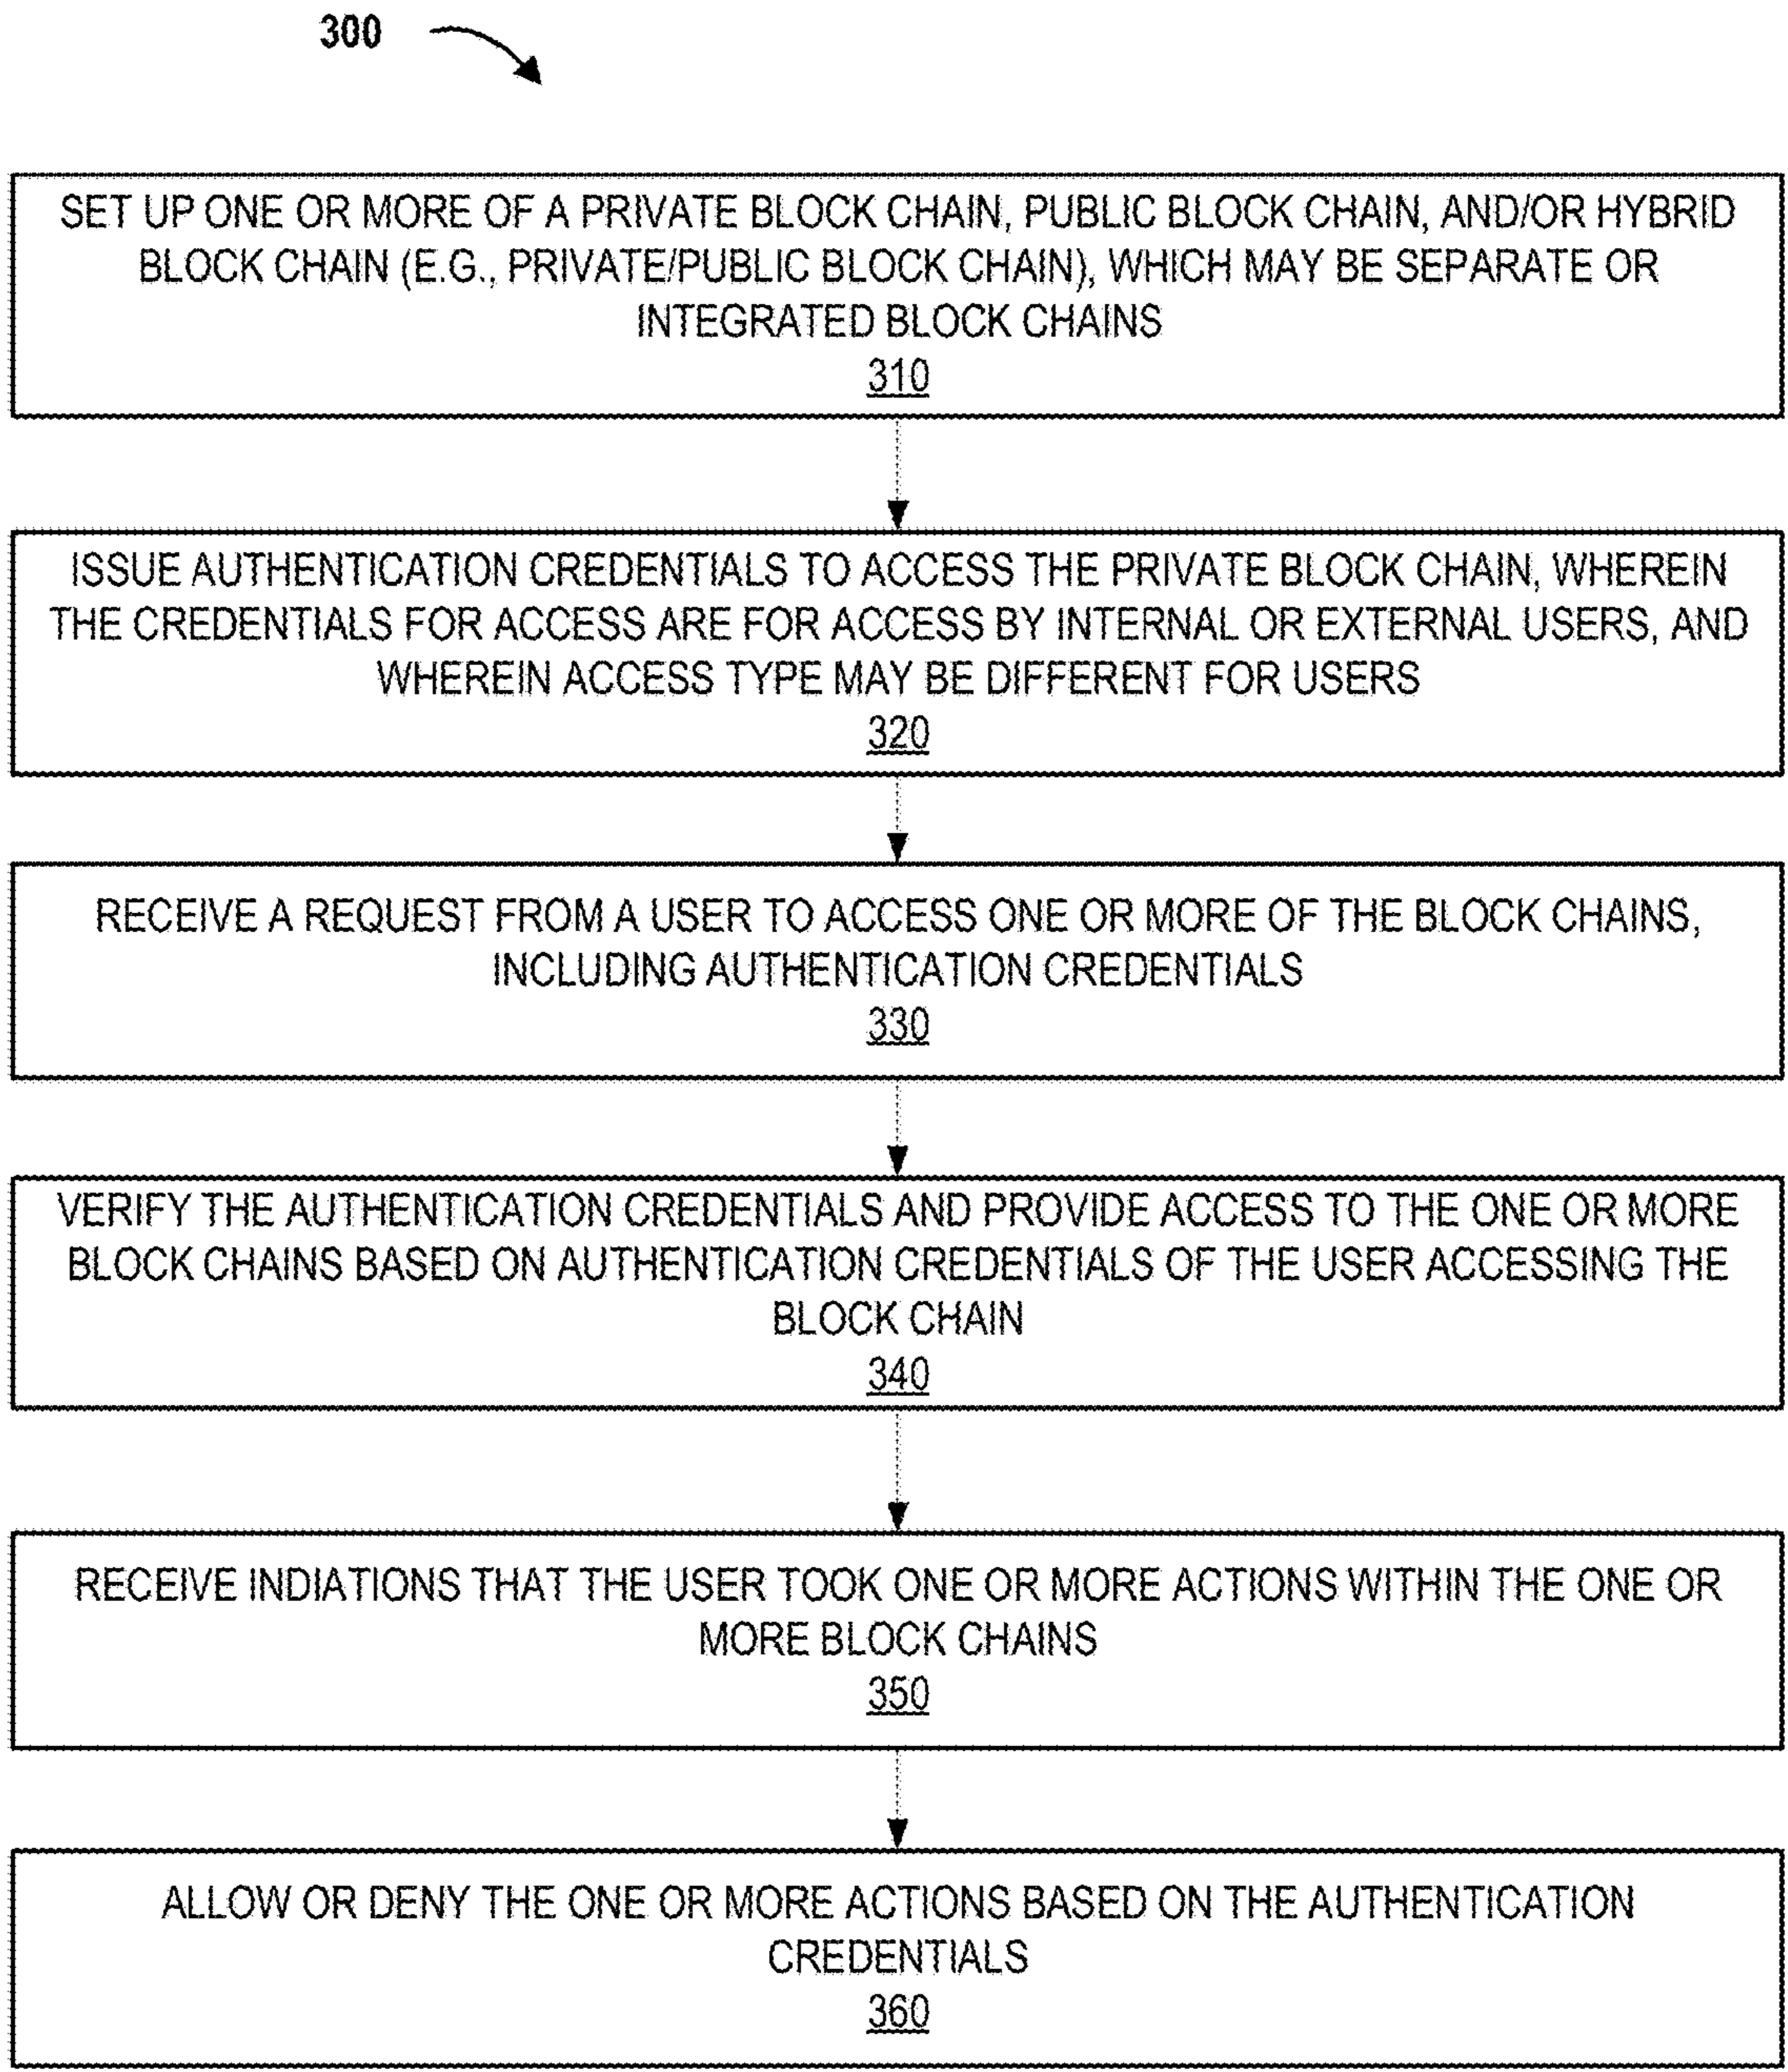 300
SET UP ONE OR MORE OF A PRIVATE BLOCK CHAIN, PUBLIC BLOCK CHAIN, AND/OR HYBRID
BLOCK CHAIN (E.G., PRIVATE/PUBLIC BLOCK CHAIN), WHICH MAY BE SEPARATE OR
INTEGRATED BLOCK CHAINS
310
ISSUE AUTHENTICATION CREDENTIALS TO ACCESS THE PRIVATE BLOCK CHAIN, WHEREIN
THE CREDENTIALS FOR ACCESS ARE FOR ACCESS BY INTERNAL OR EXTERNAL USERS, AND
WHEREIN ACCESS TYPE MAY BE DIFFERENT FOR USERS
320
RECEIVE A REQUEST FROM A USER TO ACCESS ONE OR MORE OF THE BLOCK CHAINS,
INCLUDING AUTHENTICATION CREDENTIALS
330
VERIFY THE AUTHENTICATION CREDENTIALS AND PROVIDE ACCESS TO THE ONE OR MORE
BLOCK CHAINS BASED ON AUTHENTICATION CREDENTIALS OF THE USER ACCESSING THE
BLOCK CHAIN
340
RECEIVE INDIATIONS THAT THE USER TOOK ONE OR MORE ACTIONS WITHIN THE ONE OR
MORE BLOCK CHAINS
350
ALLOW OR DENY THE ONE OR MORE ACTIONS BASED ON THE AUTHENTICATION
CREDENTIALS
360